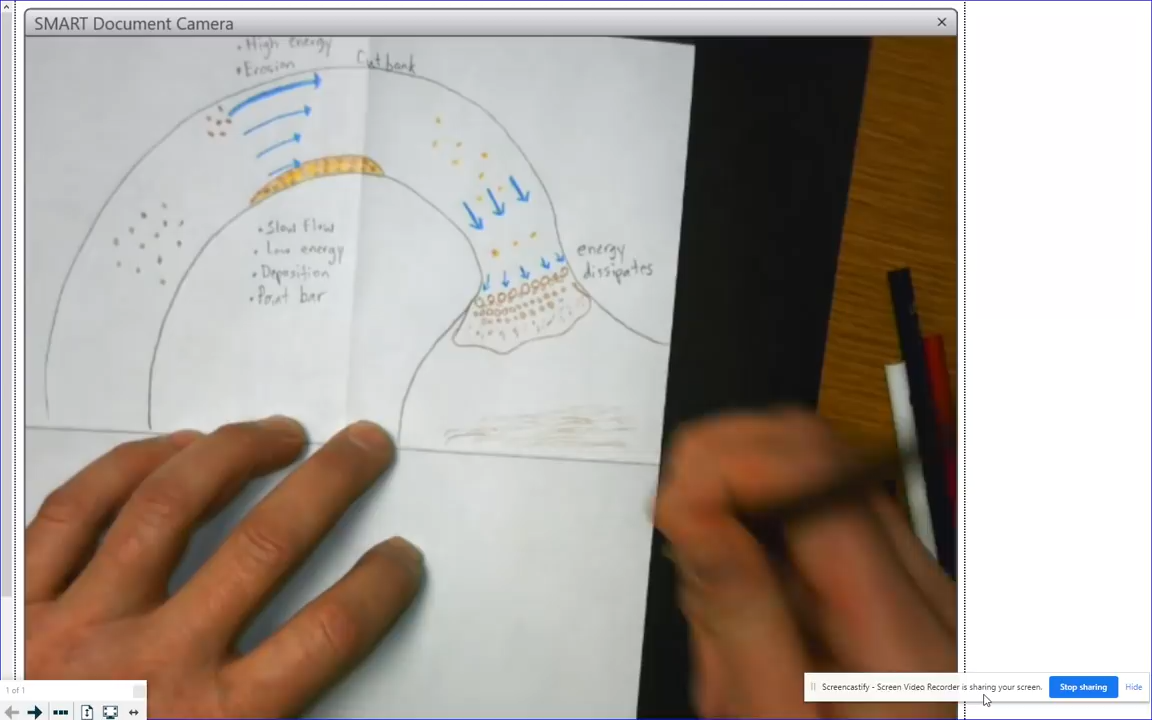 SMART Document Camera
• High energy
• Erosion
Cut bank
• Slow Flow
• Low energy
• Deposition
• Point bar
energy
dissipates
Screencastify - Screen Video Recorder is sharing your screen.
Stop sharing
Hide
1 of 1